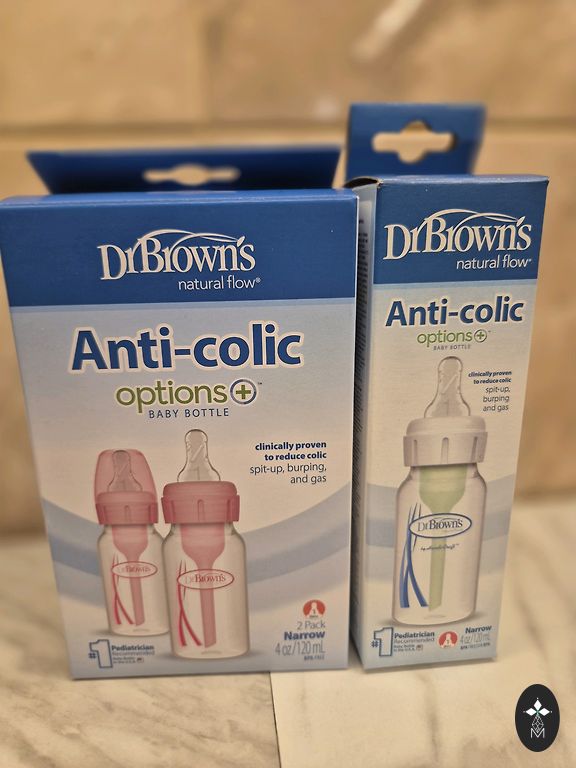 DrBrown's
natural flow®
Anti-colic
options+™
BABY BOTTLE
clinically proven
to reduce colic
spit-up, burping,
and gas
DrBrown's
DrBrown's
#1 Pediatrician
Recommended
2 Pack
Narrow
4 oz/120 mL
BPA FREE
DrBrown's
natural flow®
Anti-colic
options+
BABY BOTTLE
clinically proven
to reduce colic
spit-up,
burping
and gas
DrBrown's
#1 Pediatrician
Recommended
Narrow
4 oz/120 mL
M